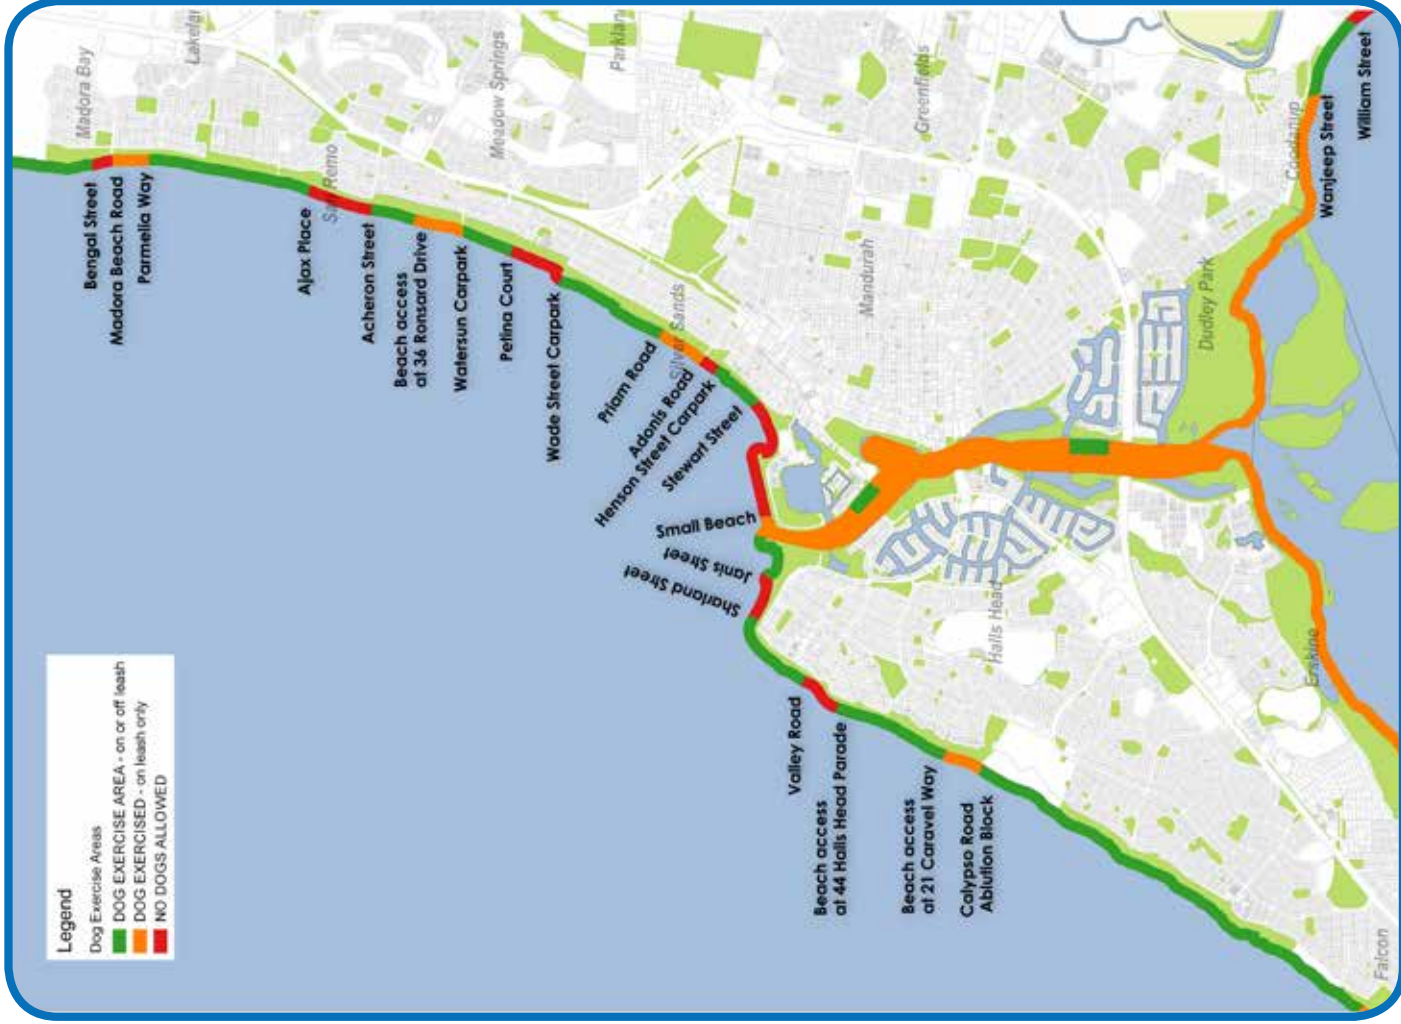 Legend
Dog Exercise Areas
DOG EXERCISE AREA - on or off leash
DOG EXERCISED - on leash only
NO DOGS ALLOWED
Bengal Street
Madora Beach Road
Parmelia Way
Ajax Place
Acheron Street
Beach access
at 36 Ronsard Drive
Watersun Carpark
Petina Court
Wade Street Carpark
Priam Road
Adonis Road
Henson Street Carpark
Stewart Street
Small Beach
Janis Street
Sharland Street
Valley Road
Beach access
at 44 Halls Head Parade
Beach access
at 21 Caravel Way
Calypso Road
Ablution Block
William Street
Wanjeep Street
Madora Bay
Lakelan
San Remo
Meadow Springs
Parklan
Silver Sands
Greenfields
Mandurah
Coodanup
Dudley Park
Halls Head
Erskine
Falcon